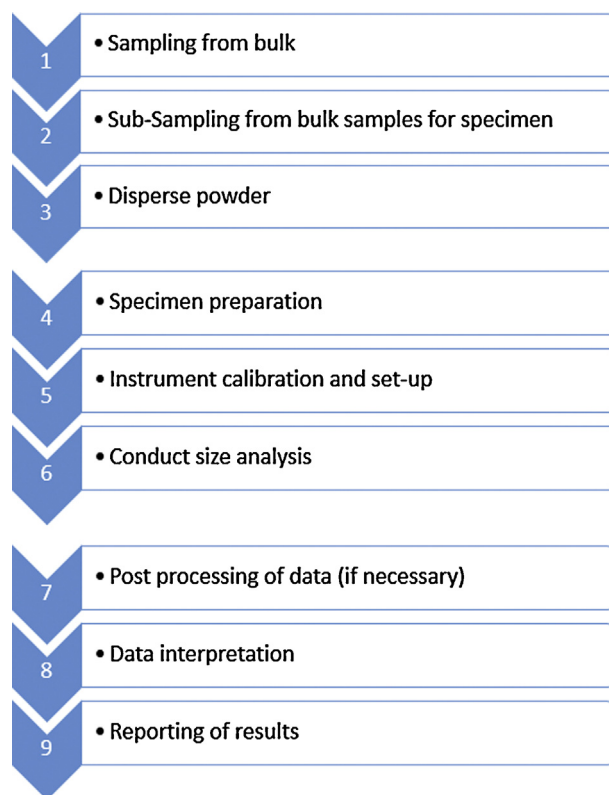 1
• Sampling from bulk
2
• Sub-Sampling from bulk samples for specimen
3
• Disperse powder
4
• Specimen preparation
5
• Instrument calibration and set-up
6
• Conduct size analysis
7
• Post processing of data (if necessary)
8
• Data interpretation
9
• Reporting of results